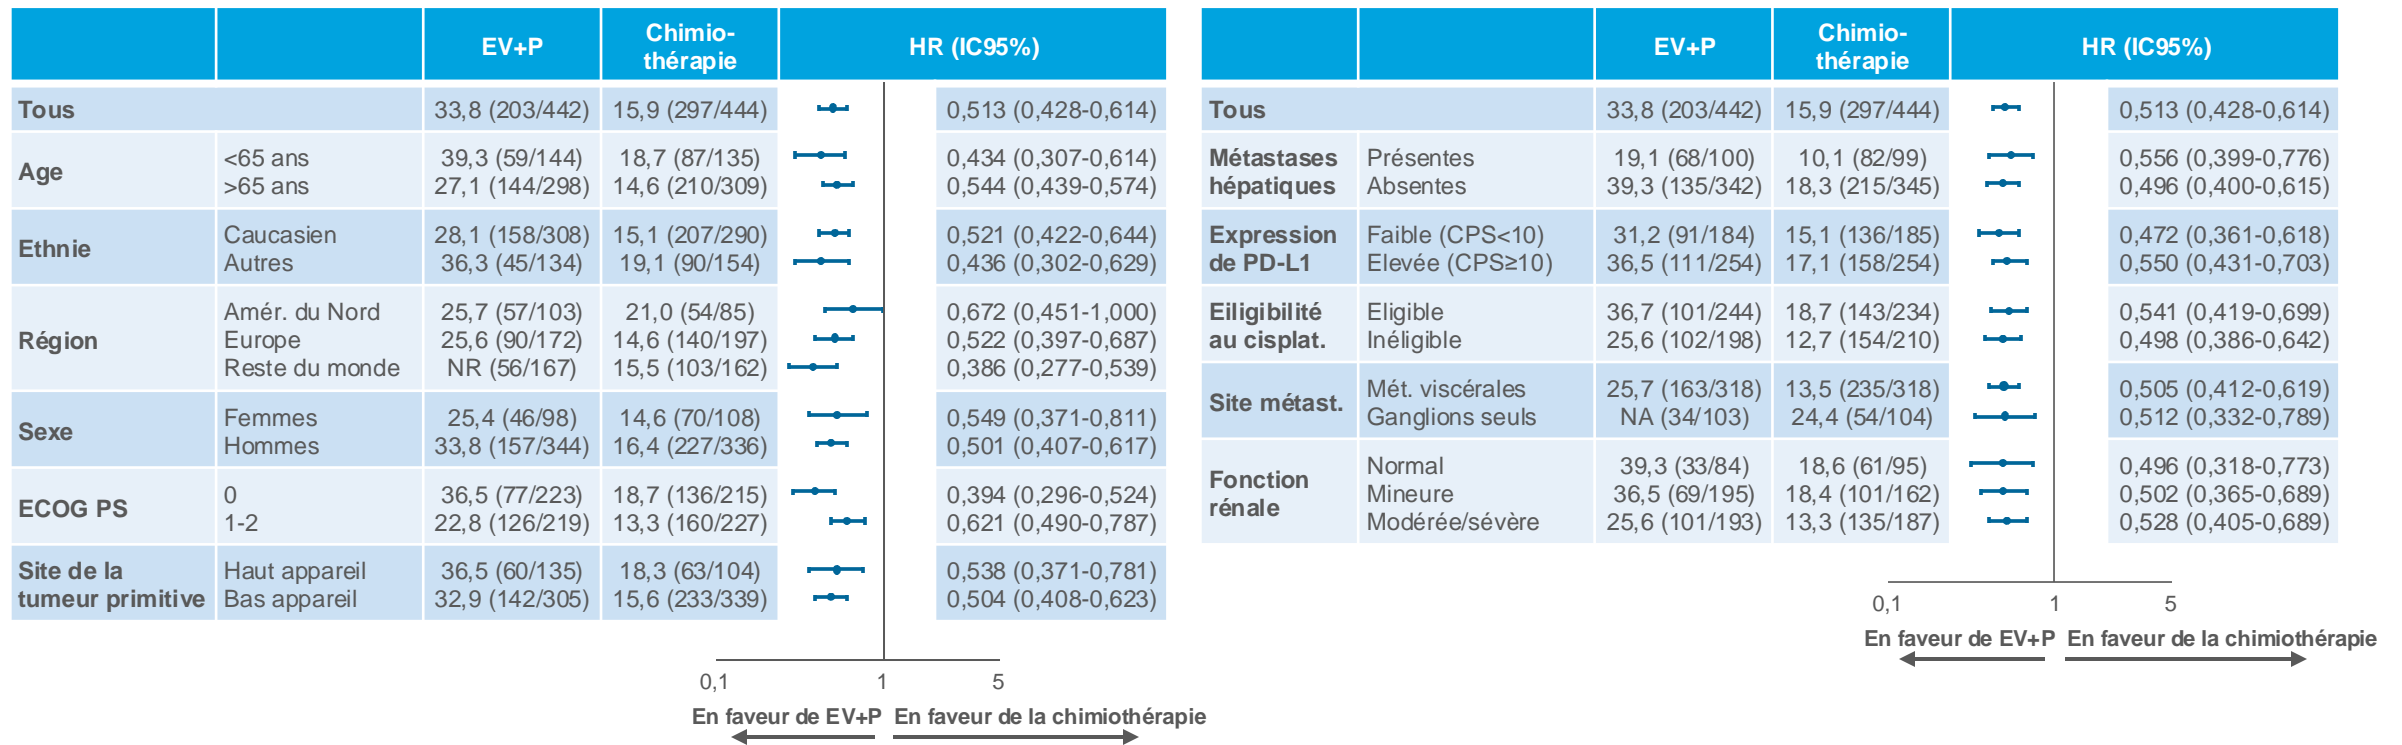 EV+P Chimio-thérapie HR (IC95%)
Tous 33,8 (203/442) 15,9 (297/444) 0,513 (0,428-0,614)
Age <65 ans 39,3 (59/144) 18,7 (87/135) 0,434 (0,307-0,614)
>65 ans 27,1 (144/298) 14,6 (210/309) 0,544 (0,439-0,574)
Ethnie Caucasien 28,1 (158/308) 15,1 (207/290) 0,521 (0,422-0,644)
Autres 36,3 (45/134) 19,1 (90/154) 0,436 (0,302-0,629)
Région Amér. du Nord 25,7 (57/103) 21,0 (54/85) 0,672 (0,451-1,000)
Europe 25,6 (90/172) 14,6 (140/197) 0,522 (0,397-0,687)
Reste du monde NR (56/167) 15,5 (103/162) 0,386 (0,277-0,539)
Sexe Femmes 25,4 (46/98) 14,6 (70/108) 0,549 (0,371-0,811)
Hommes 33,8 (157/344) 16,4 (227/336) 0,501 (0,407-0,617)
ECOG PS 0 36,5 (77/223) 18,7 (136/215) 0,394 (0,296-0,524)
1-2 22,8 (126/219) 13,3 (160/227) 0,621 (0,490-0,787)
Site de la Haut appareil 36,5 (60/135) 18,3 (63/104) 0,538 (0,371-0,781)
tumeur primitive Bas appareil 32,9 (142/305) 15,6 (233/339) 0,504 (0,408-0,623)
0,1 1 5
En faveur de EV+P En faveur de la chimiothérapie
EV+P Chimio-thérapie HR (IC95%)
Tous 33,8 (203/442) 15,9 (297/444) 0,513 (0,428-0,614)
Métastases Présentes 19,1 (68/100) 10,1 (82/99) 0,556 (0,399-0,776)
hépatiques Absentes 39,3 (135/342) 18,3 (215/345) 0,496 (0,400-0,615)
Expression Faible (CPS<10) 31,2 (91/184) 15,1 (136/185) 0,472 (0,361-0,618)
de PD-L1 Elevée (CPS≥10) 36,5 (111/254) 17,1 (158/254) 0,550 (0,431-0,703)
Eiligibilité Eligible 36,7 (101/244) 18,7 (143/234) 0,541 (0,419-0,699)
au cisplat. Inéligible 25,6 (102/198) 12,7 (154/210) 0,498 (0,386-0,642)
Site métast. Mét. viscérales 25,7 (163/318) 13,5 (235/318) 0,505 (0,412-0,619)
Ganglions seuls NA (34/103) 24,4 (54/104) 0,512 (0,332-0,789)
Fonction rénale Normal 39,3 (33/84) 18,6 (61/95) 0,496 (0,318-0,773)
Mineure 36,5 (69/195) 18,4 (101/162) 0,502 (0,365-0,689)
Modérée/sévère 25,6 (101/193) 13,3 (135/187) 0,528 (0,405-0,689)
0,1 1 5
En faveur de EV+P En faveur de la chimiothérapie